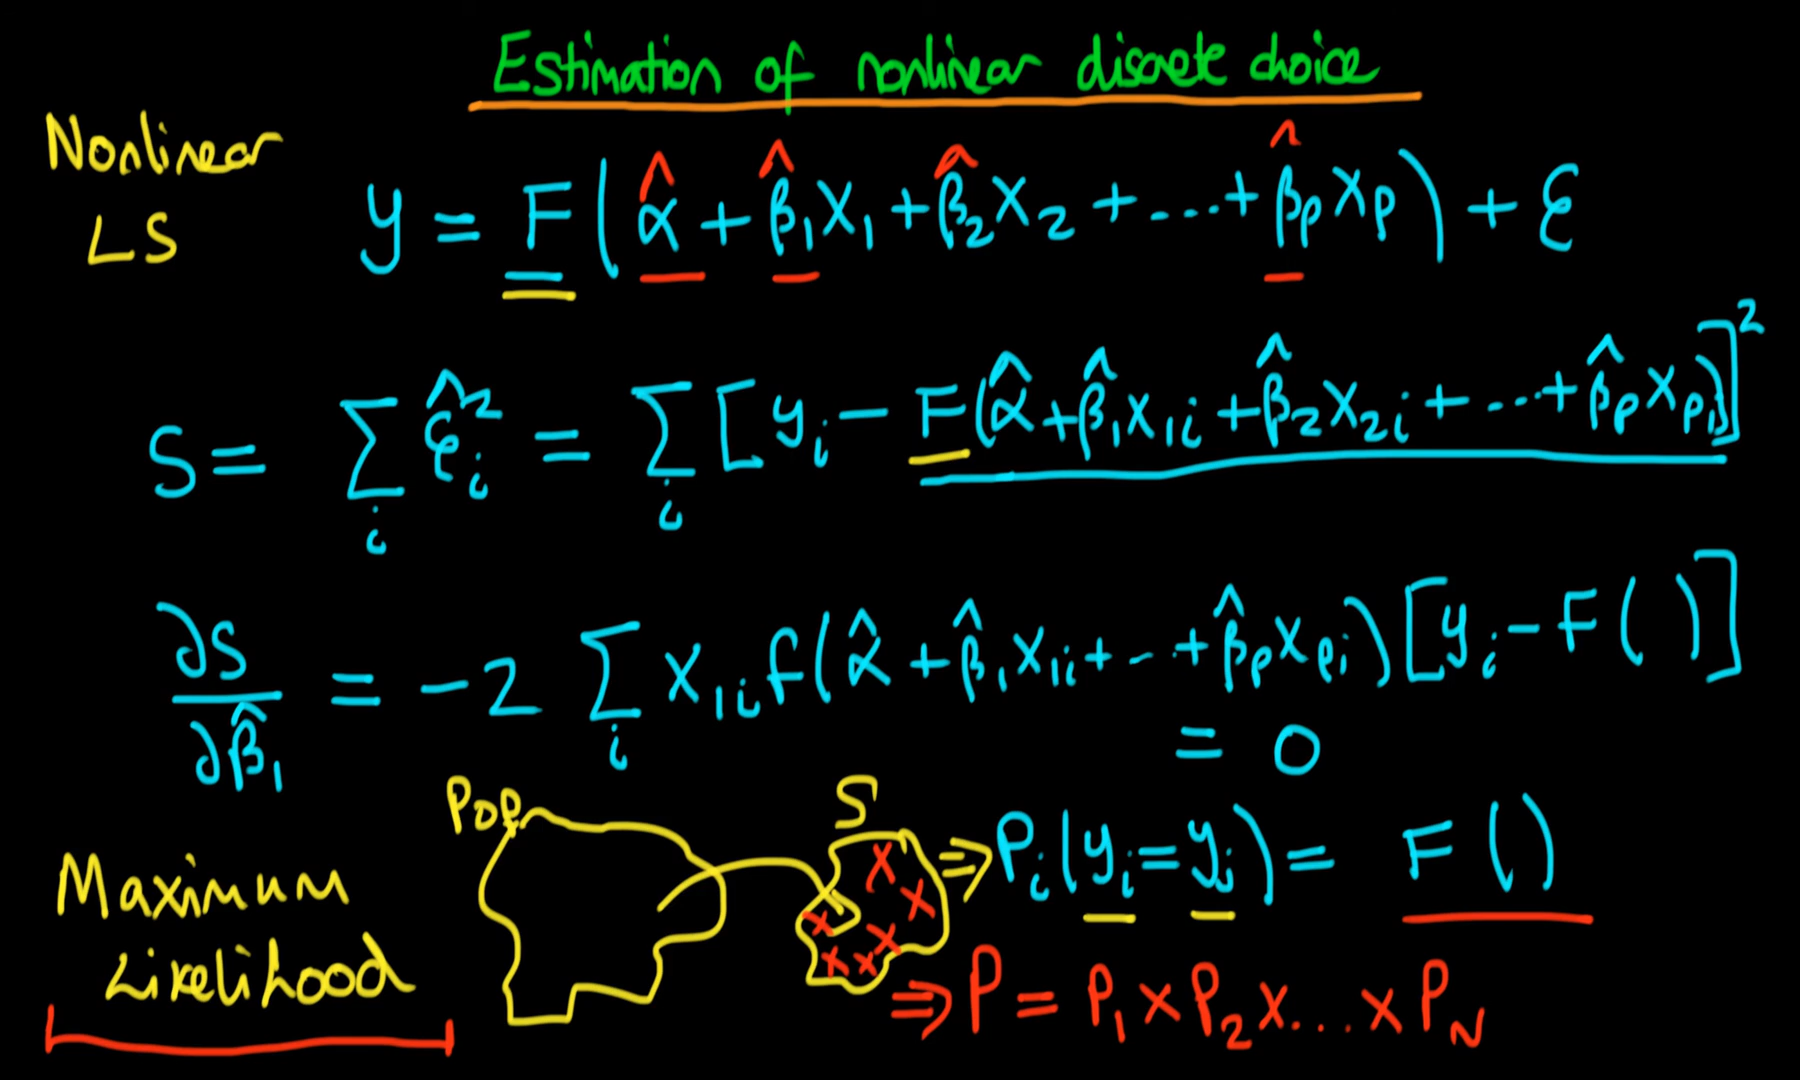 Estimation of nonlinear discrete choice
Nonlinear
LS
y = F(α̂ + β̂₁x₁ + β̂₂x₂ + ... + β̂ₚxₚ) + ε
S = Σᵢ ε̂ᵢ² = Σᵢ [yᵢ − F(α̂ + β̂₁x₁ᵢ + β̂₂x₂ᵢ + ... + β̂ₚxₚᵢ)]²
∂S/∂β̂₁ = −2 Σᵢ x₁ᵢ f(α̂ + β̂₁x₁ᵢ + ... + β̂ₚxₚᵢ)[yᵢ − F( )]
= 0
Pop
S
Maximum
Likelihood
⇒ Pᵢ(yᵢ = yᵢ) = F( )
⇒ P = P₁ × P₂ × ... × P_N